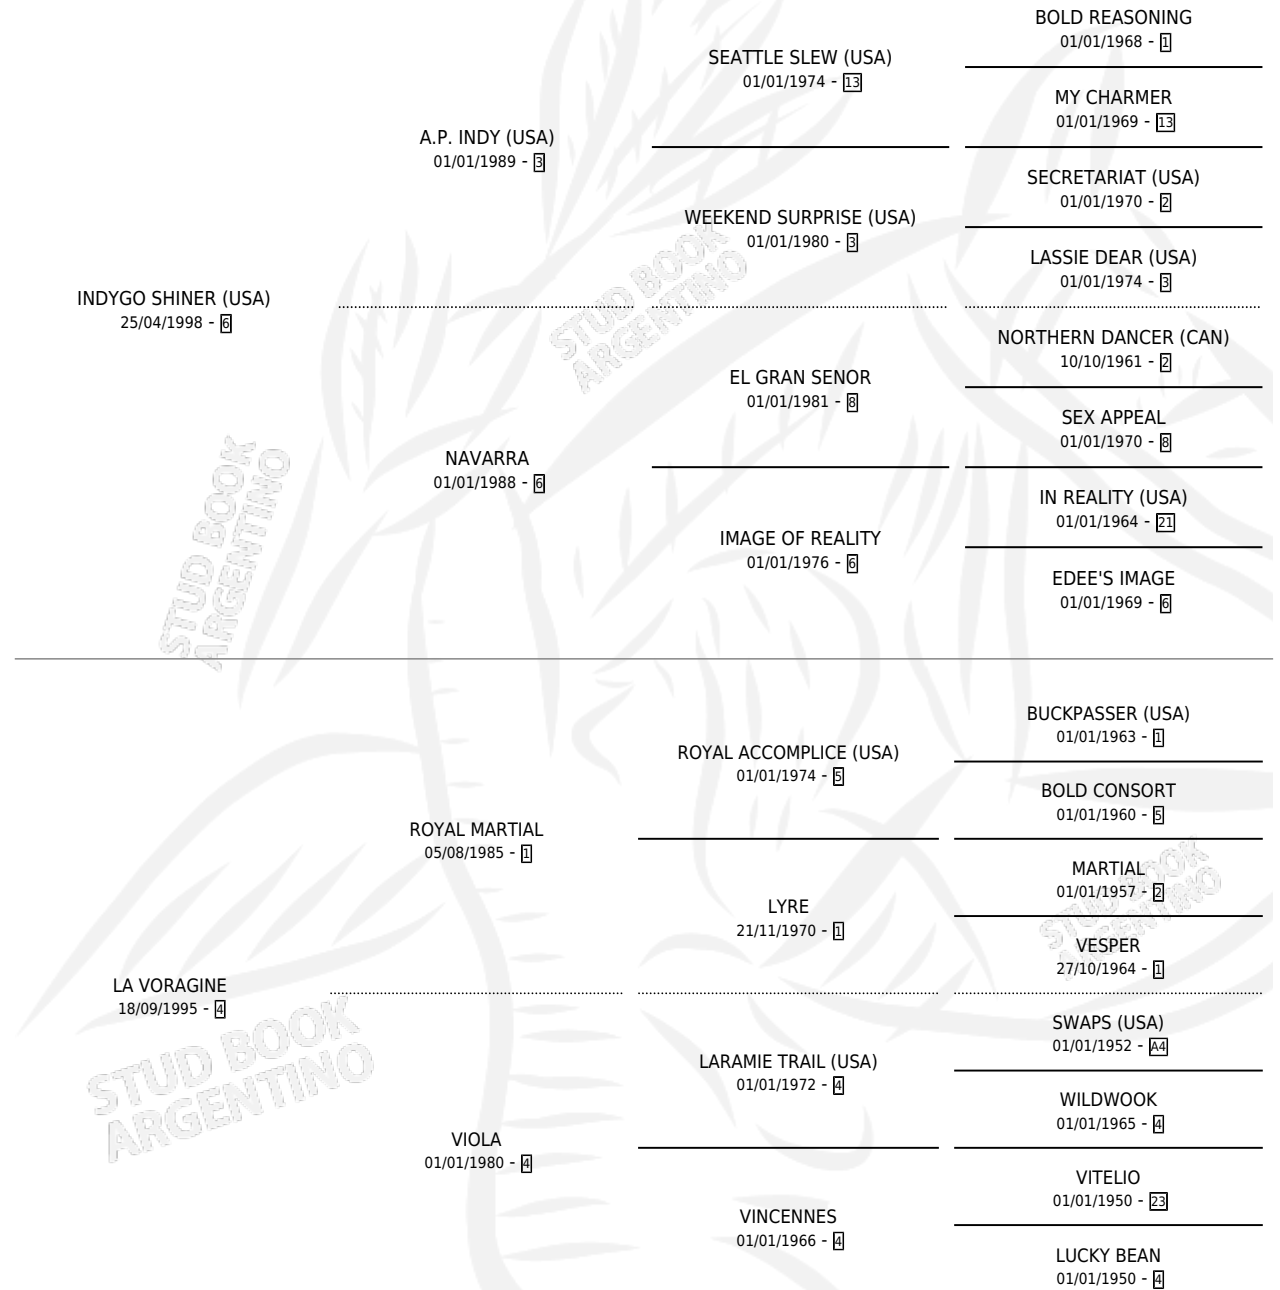 BOLD REASONING
01/01/1968 - 1
SEATTLE SLEW (USA)
01/01/1974 - 13
MY CHARMER
01/01/1969 - 13
A.P. INDY (USA)
01/01/1989 - 3
SECRETARIAT (USA)
01/01/1970 - 2
WEEKEND SURPRISE (USA)
01/01/1980 - 3
LASSIE DEAR (USA)
01/01/1974 - 3
INDYGO SHINER (USA)
25/04/1998 - 6
NORTHERN DANCER (CAN)
10/10/1961 - 2
EL GRAN SENOR
01/01/1981 - 8
SEX APPEAL
01/01/1970 - 8
NAVARRA
01/01/1988 - 6
IN REALITY (USA)
01/01/1964 - 21
IMAGE OF REALITY
01/01/1976 - 6
EDEE'S IMAGE
01/01/1969 - 6
BUCKPASSER (USA)
01/01/1963 - 1
ROYAL ACCOMPLICE (USA)
01/01/1974 - 5
BOLD CONSORT
01/01/1960 - 5
ROYAL MARTIAL
05/08/1985 - 1
MARTIAL
01/01/1957 - 2
LYRE
21/11/1970 - 1
VESPER
27/10/1964 - 1
LA VORAGINE
18/09/1995 - 4
SWAPS (USA)
01/01/1952 - A4
LARAMIE TRAIL (USA)
01/01/1972 - 4
WILDWOOK
01/01/1965 - 4
VIOLA
01/01/1980 - 4
VITELIO
01/01/1950 - 23
VINCENNES
01/01/1966 - 4
LUCKY BEAN
01/01/1950 - 4
STUD BOOK
ARGENTINO
STUD BOOK
ARGENTINO
STUD BOOK
ARGENTINO
STUD BOOK
ARGENTINO